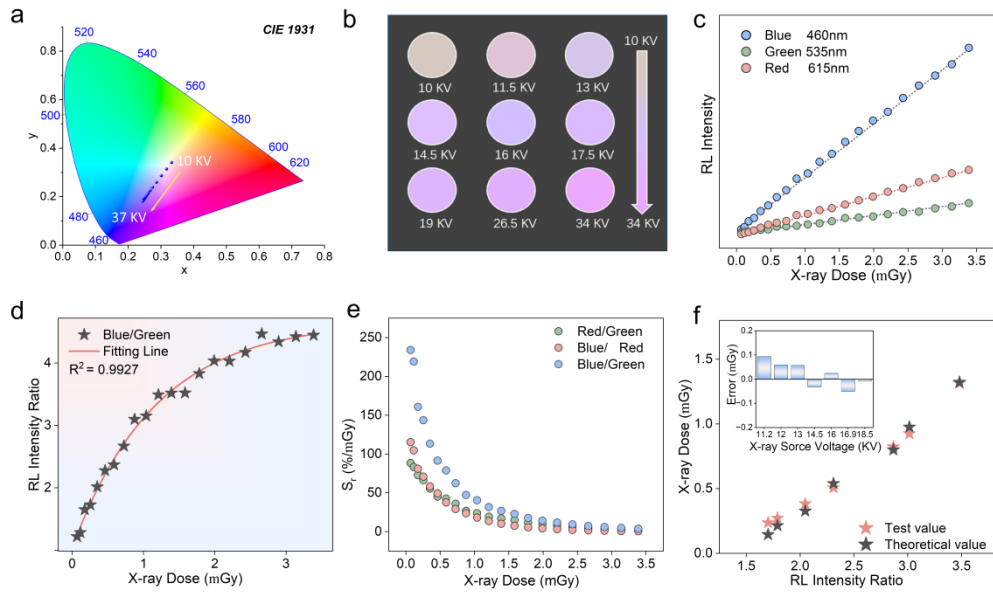 a
CIE 1931
520
540
560
580
600
620
500
480
460
10 KV
37 KV
0.8
0.6
0.4
0.2
0.0
y
0.0 0.1 0.2 0.3 0.4 0.5 0.6 0.7 0.8
x
b
10 KV 11.5 KV 13 KV
14.5 KV 16 KV 17.5 KV
19 KV 26.5 KV 34 KV
10 KV
34 KV
c
Blue 460nm
Green 535nm
Red 615nm
RL Intensity
0.0 0.5 1.0 1.5 2.0 2.5 3.0 3.5
X-ray Dose (mGy)
d
Blue/Green
Fitting Line
R² = 0.9927
RL Intensity Ratio
4
3
2
1
0 1 2 3
X-ray Dose (mGy)
e
Red/Green
Blue/ Red
Blue/Green
Sr (%/mGy)
250
200
150
100
50
0
0.0 0.5 1.0 1.5 2.0 2.5 3.0 3.5
X-ray Dose (mGy)
f
X-ray Dose (mGy)
1.5
1.0
0.5
0.0
Error (mGy)
0.2
0.1
0.0
−0.1
−0.2
11.2 12 13 14.5 16 16.9 18.5
X-ray Sorce Voltage (KV)
Test value
Theoretical value
1.5 2.0 2.5 3.0 3.5
RL Intensity Ratio